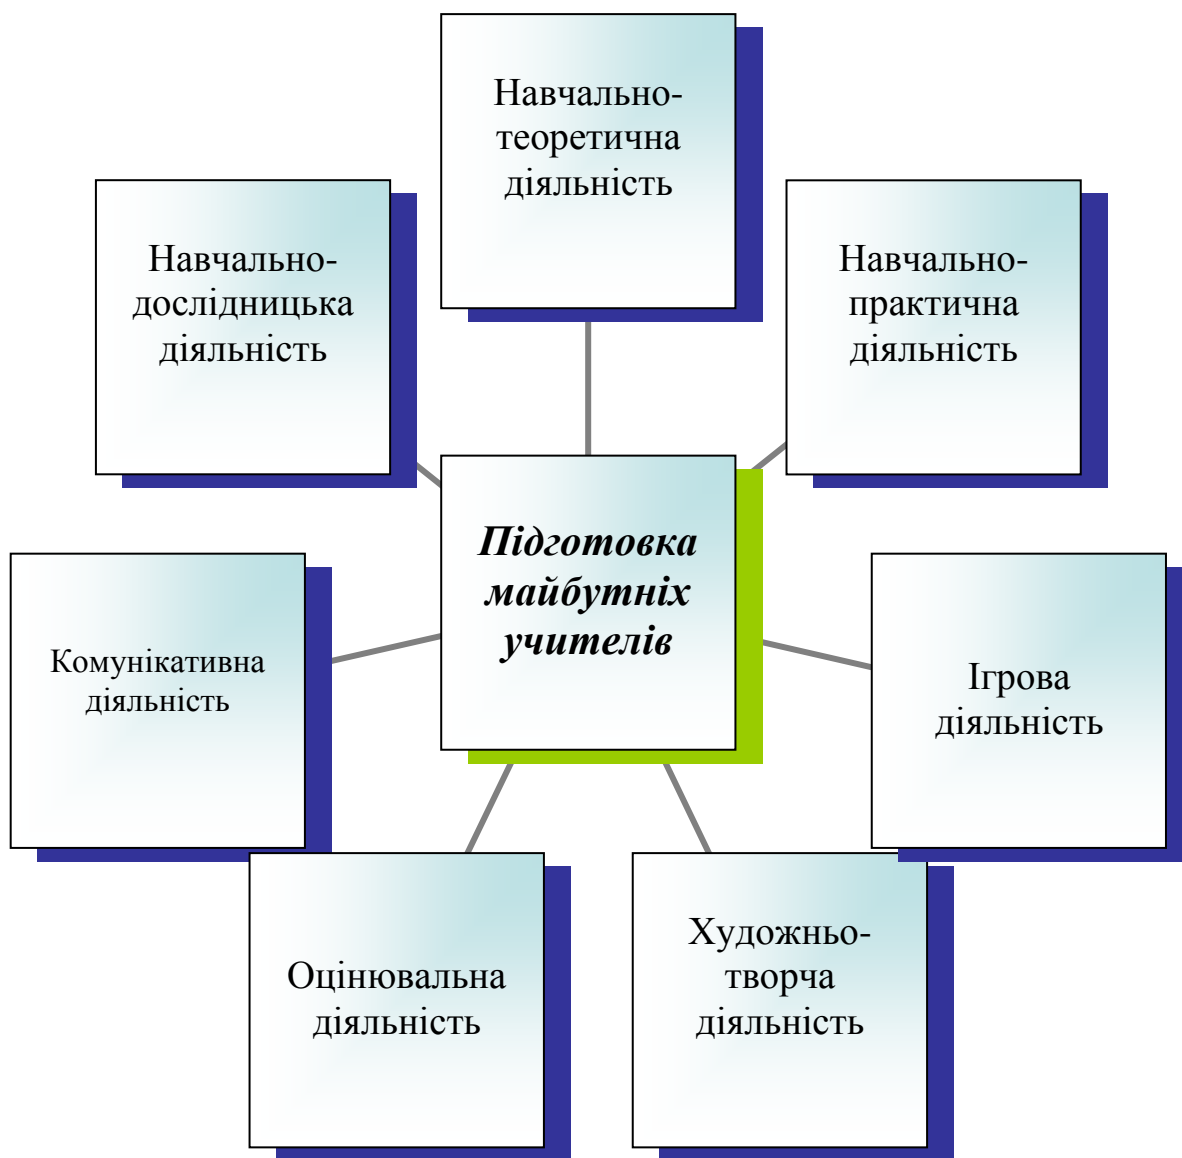 Навчально-
теоретична
діяльність
Навчально-
дослідницька
діяльність
Навчально-
практична
діяльність
Підготовка
майбутніх
учителів
Комунікативна
діяльність
Ігрова
діяльність
Оцінювальна
діяльність
Художньо-
творча
діяльність